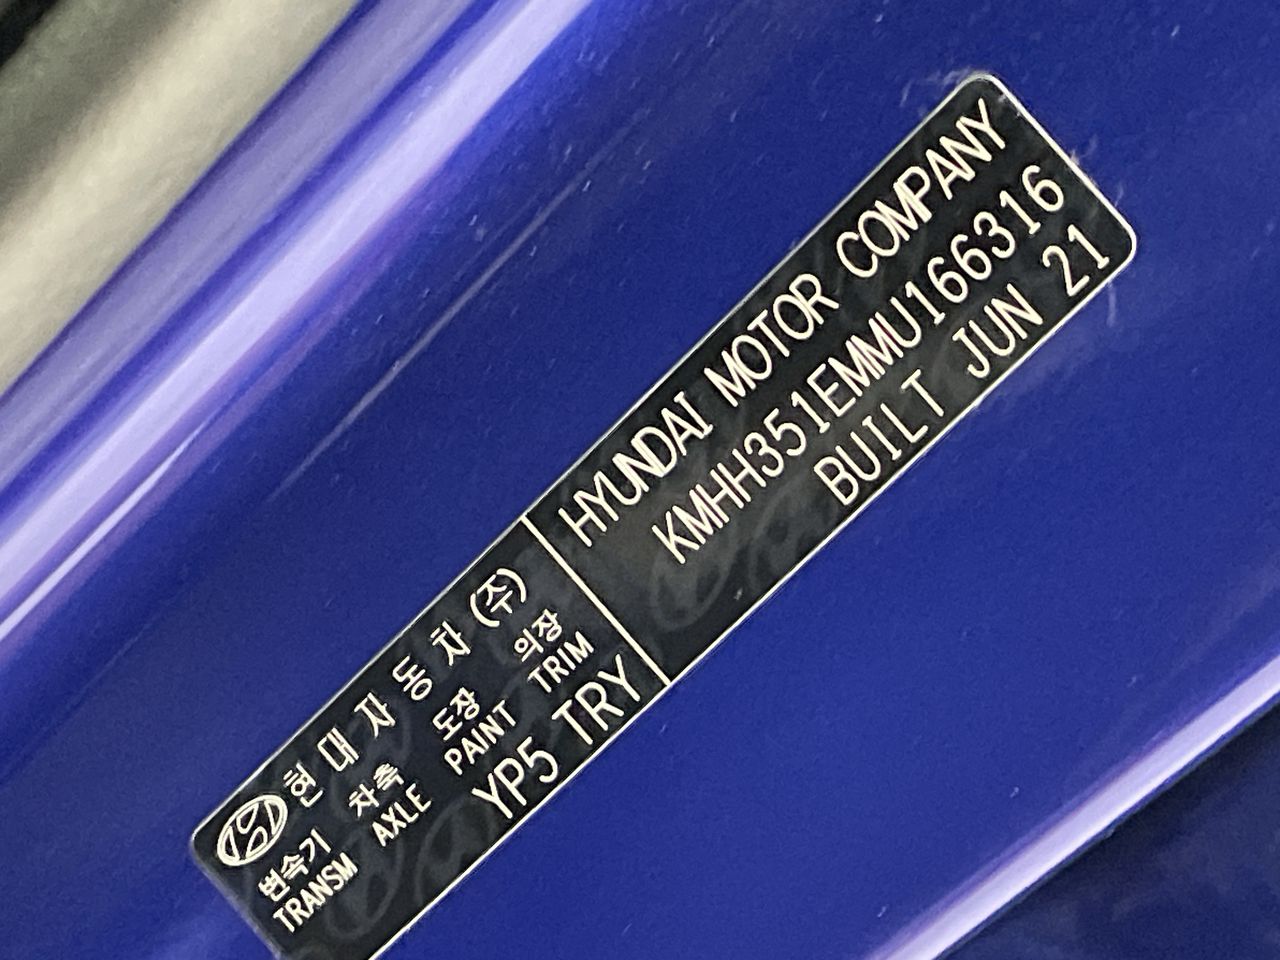 현대자동차(주)
변속기 차축 도장 의장
TRANSM AXLE PAINT TRIM
YP5 TRY
HYUNDAI MOTOR COMPANY
KMHH351EMMU166316
BUILT JUN 21